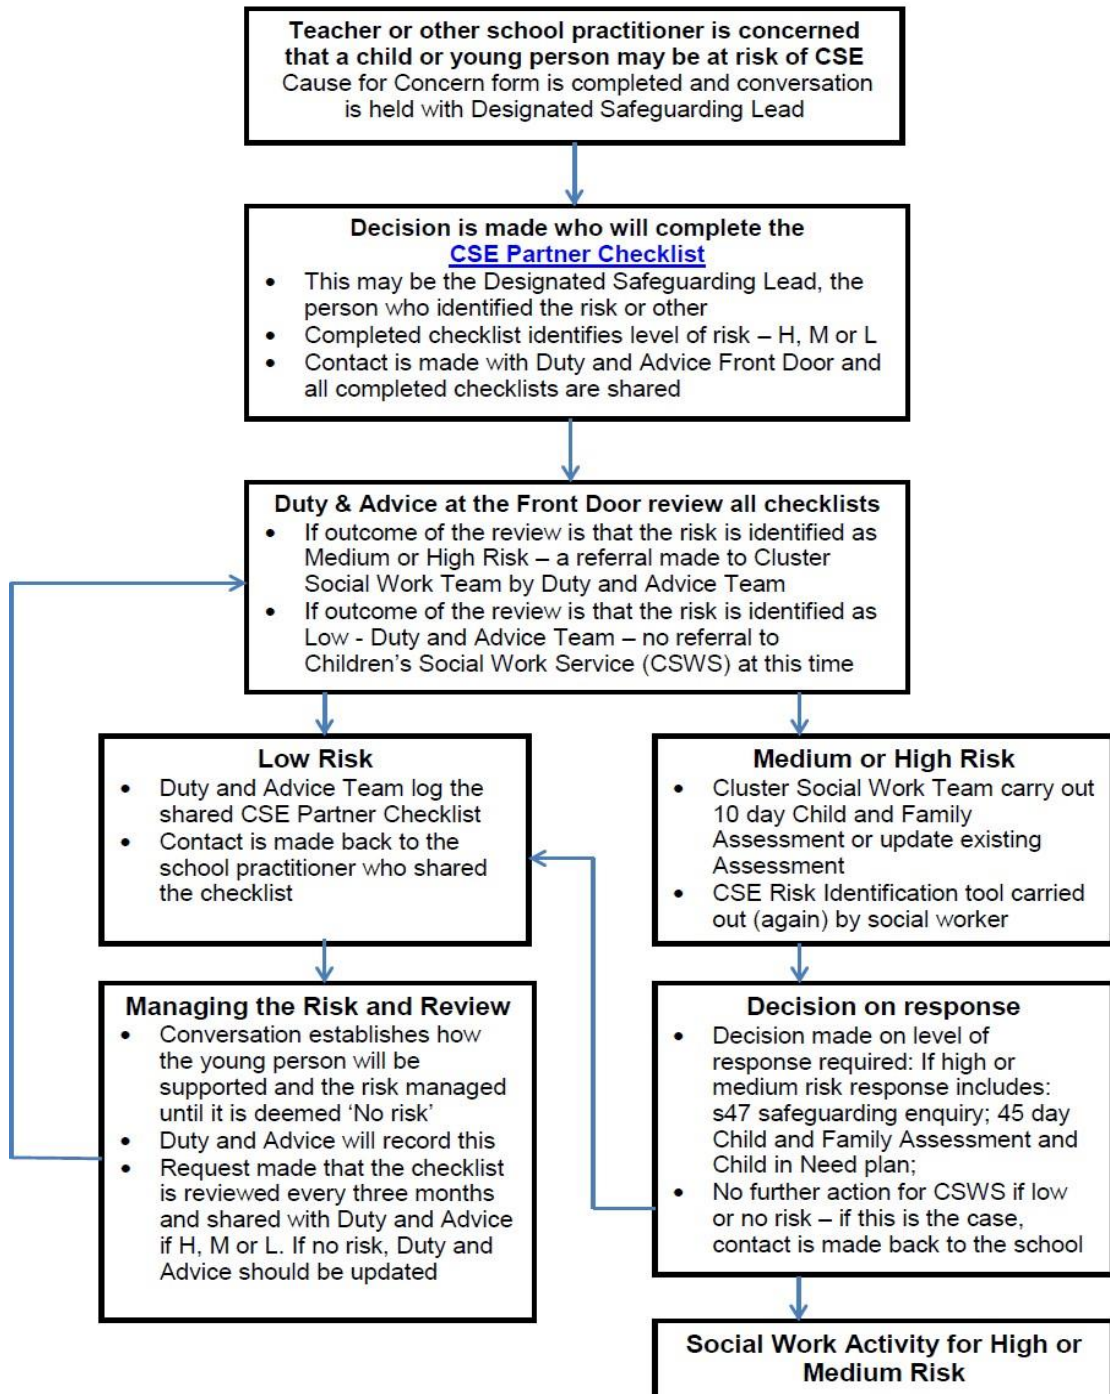 Teacher or other school practitioner is concerned
that a child or young person may be at risk of CSE
Cause for Concern form is completed and conversation
is held with Designated Safeguarding Lead
Decision is made who will complete the
CSE Partner Checklist
• This may be the Designated Safeguarding Lead, the
person who identified the risk or other
• Completed checklist identifies level of risk – H, M or L
• Contact is made with Duty and Advice Front Door and
all completed checklists are shared
Duty & Advice at the Front Door review all checklists
• If outcome of the review is that the risk is identified as
Medium or High Risk – a referral made to Cluster
Social Work Team by Duty and Advice Team
• If outcome of the review is that the risk is identified as
Low - Duty and Advice Team – no referral to
Children's Social Work Service (CSWS) at this time
Low Risk
• Duty and Advice Team log the
shared CSE Partner Checklist
• Contact is made back to the
school practitioner who shared
the checklist
Medium or High Risk
• Cluster Social Work Team carry out
10 day Child and Family
Assessment or update existing
Assessment
• CSE Risk Identification tool carried
out (again) by social worker
Managing the Risk and Review
• Conversation establishes how
the young person will be
supported and the risk managed
until it is deemed 'No risk'
• Duty and Advice will record this
• Request made that the checklist
is reviewed every three months
and shared with Duty and Advice
if H, M or L. If no risk, Duty and
Advice should be updated
Decision on response
• Decision made on level of
response required: If high or
medium risk response includes:
s47 safeguarding enquiry; 45 day
Child and Family Assessment and
Child in Need plan;
• No further action for CSWS if low
or no risk – if this is the case,
contact is made back to the school
Social Work Activity for High or
Medium Risk